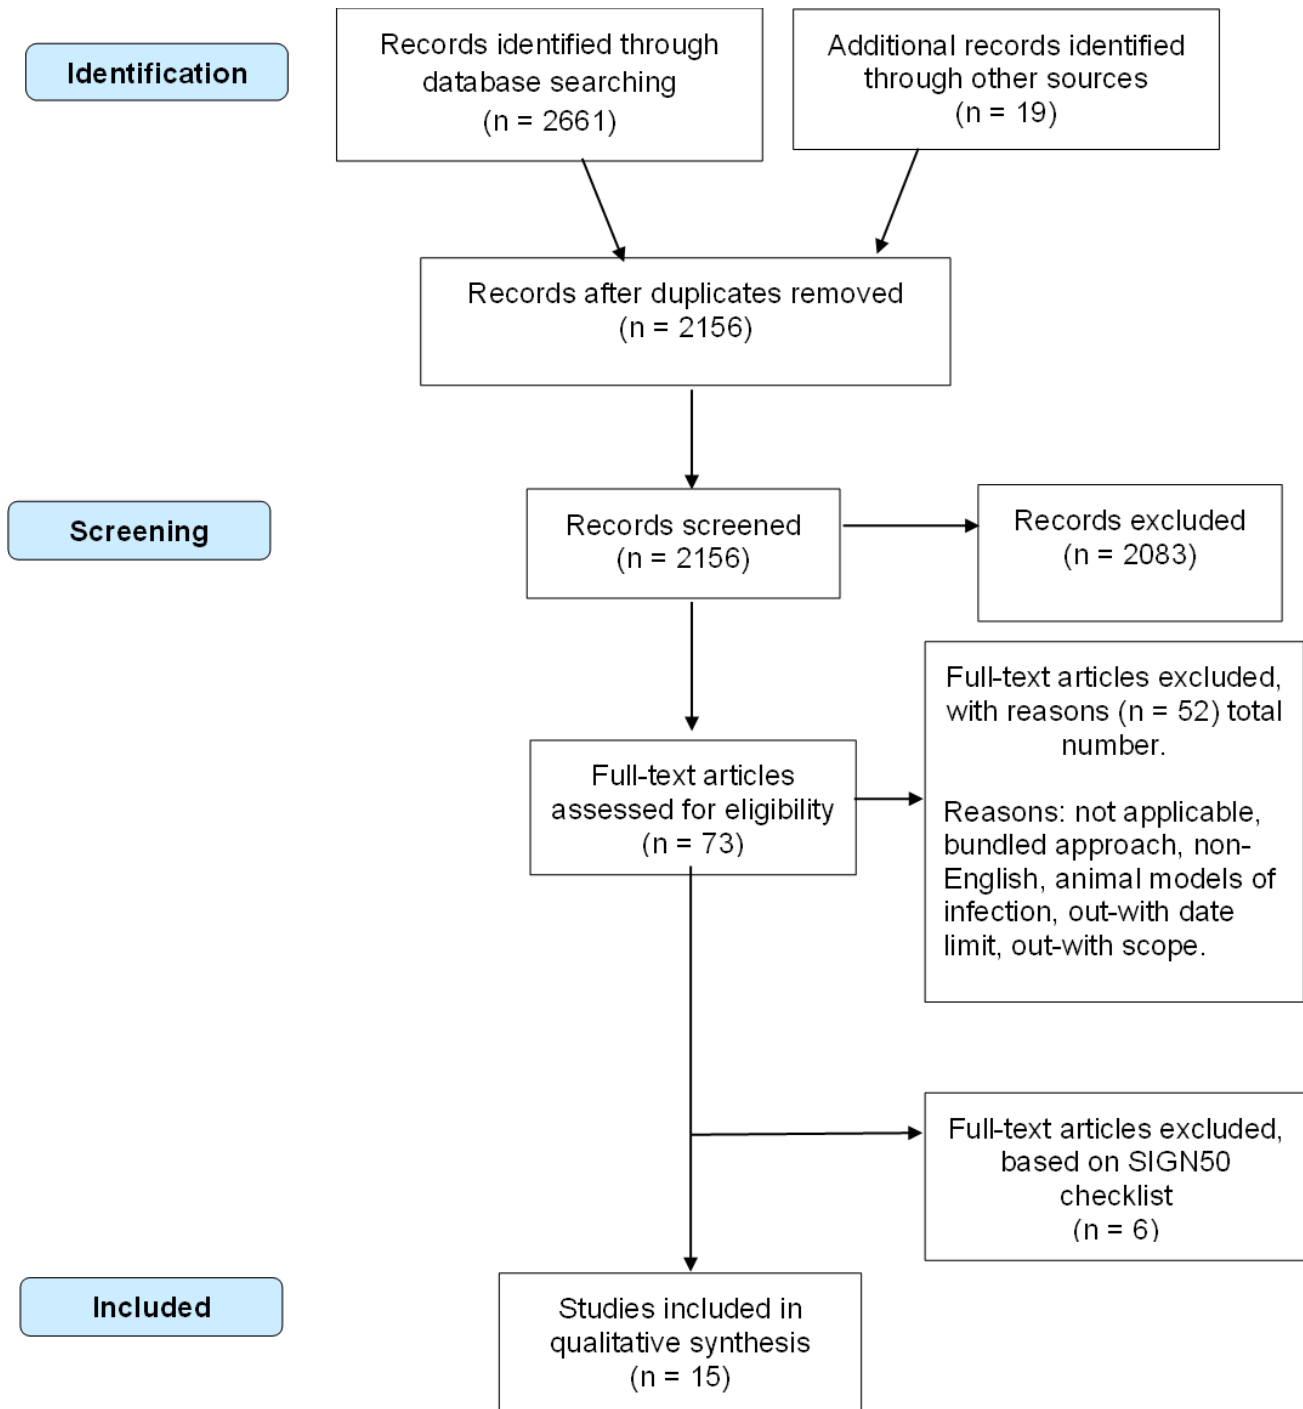 Identification
Records identified through
database searching
(n = 2661)
Additional records identified
through other sources
(n = 19)
Records after duplicates removed
(n = 2156)
Screening
Records screened
(n = 2156)
Records excluded
(n = 2083)
Full-text articles
assessed for eligibility
(n = 73)
Full-text articles excluded,
with reasons (n = 52) total
number.
Reasons: not applicable,
bundled approach, non-
English, animal models of
infection, out-with date
limit, out-with scope.
Full-text articles excluded,
based on SIGN50
checklist
(n = 6)
Included
Studies included in
qualitative synthesis
(n = 15)